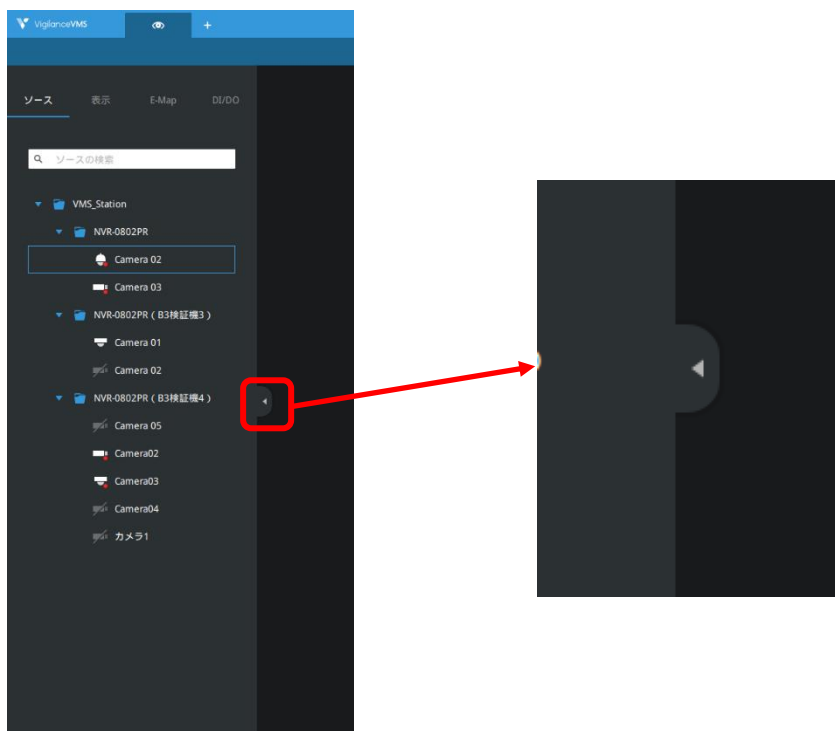 VigilanceVMS +
ソース 表示 E-Map DI/DO
ソースの検索
VMS_Station
NVR-0802PR
Camera 02
Camera 03
NVR-0802PR ( B3検証機3 )
Camera 01
Camera 02
NVR-0802PR ( B3検証機4 )
Camera 05
Camera02
Camera03
Camera04
カメラ1